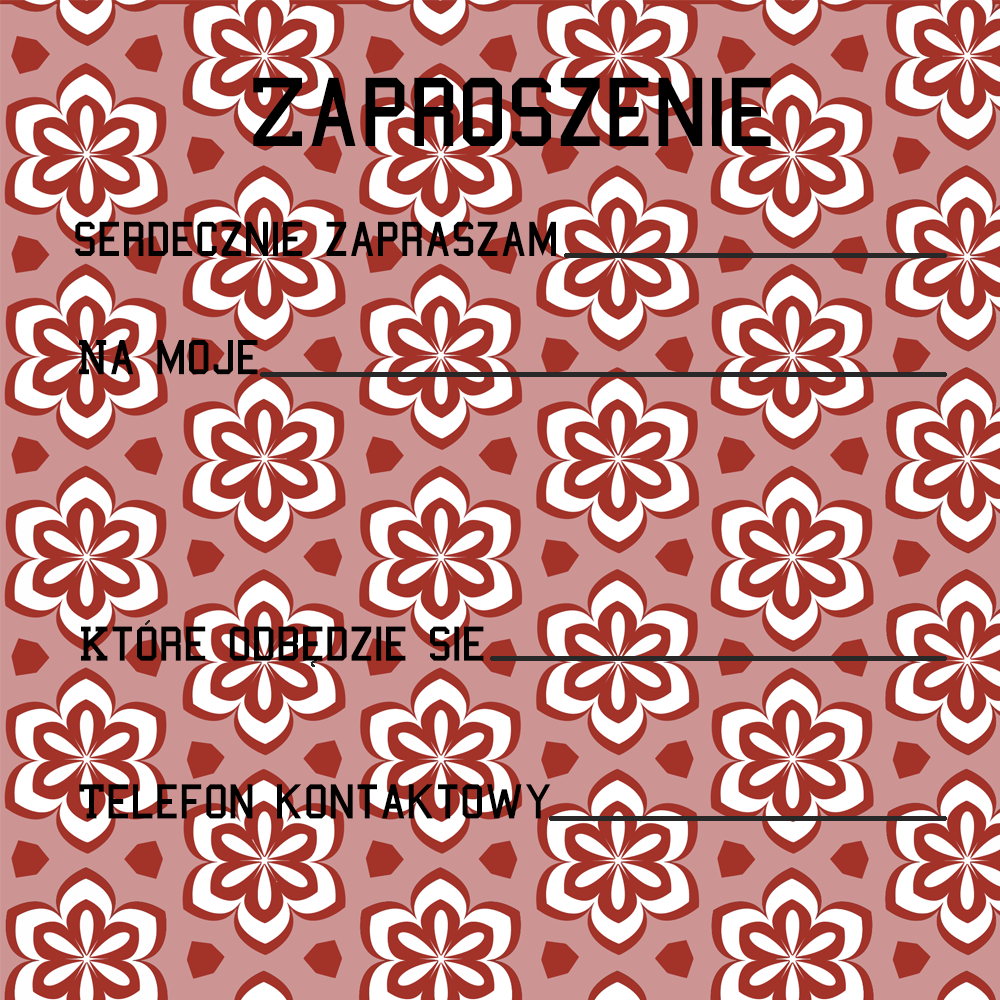 ZAPROSZENIE
SERDECZNIE ZAPRASZAM
NA MOJE
KTÓRE ODBĘDZIE SIE
TELEFON KONTAKTOWY